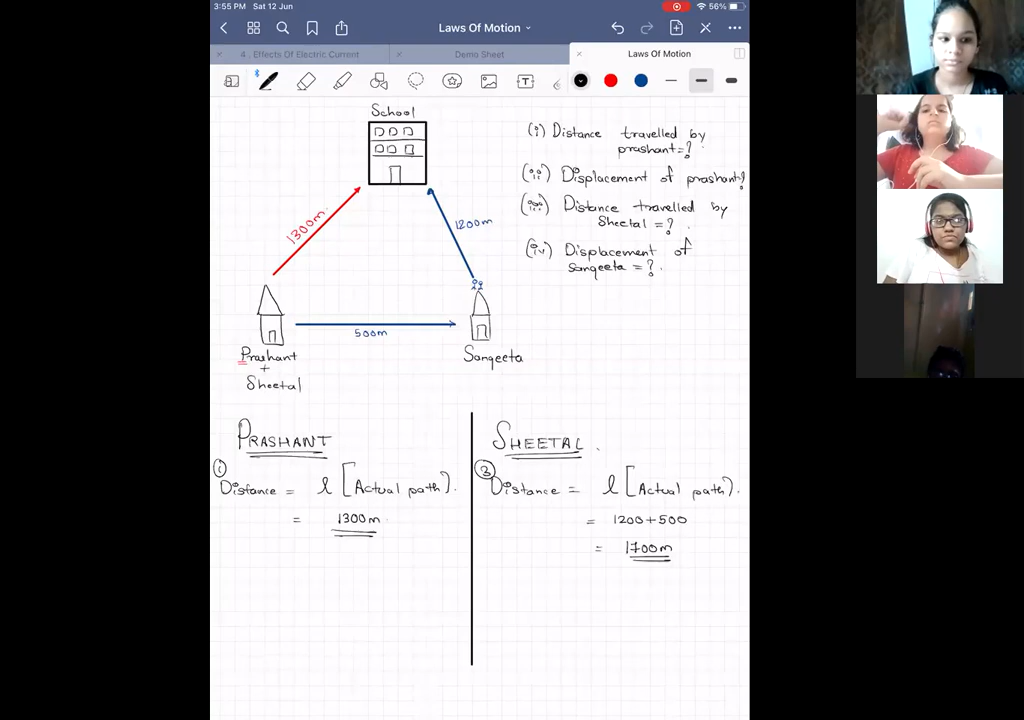 3:55 PM Sat 12 Jun
56%
Laws Of Motion
4 . Effects Of Electric Current
Demo Sheet
Laws Of Motion
School
1300m
1200m
500m
Prashant
+
Sheetal
Sangeeta
(i) Distance travelled by
prashant=?
(ii) Displacement of prashant?
(iii) Distance travelled by
Sheetal = ?
(iv) Displacement of
sangeeta = ?.
PRASHANT
① Distance = l [Actual path).
= 1300m
SHEETAL
③ Distance = l [Actual path).
= 1200+500
= 1700m